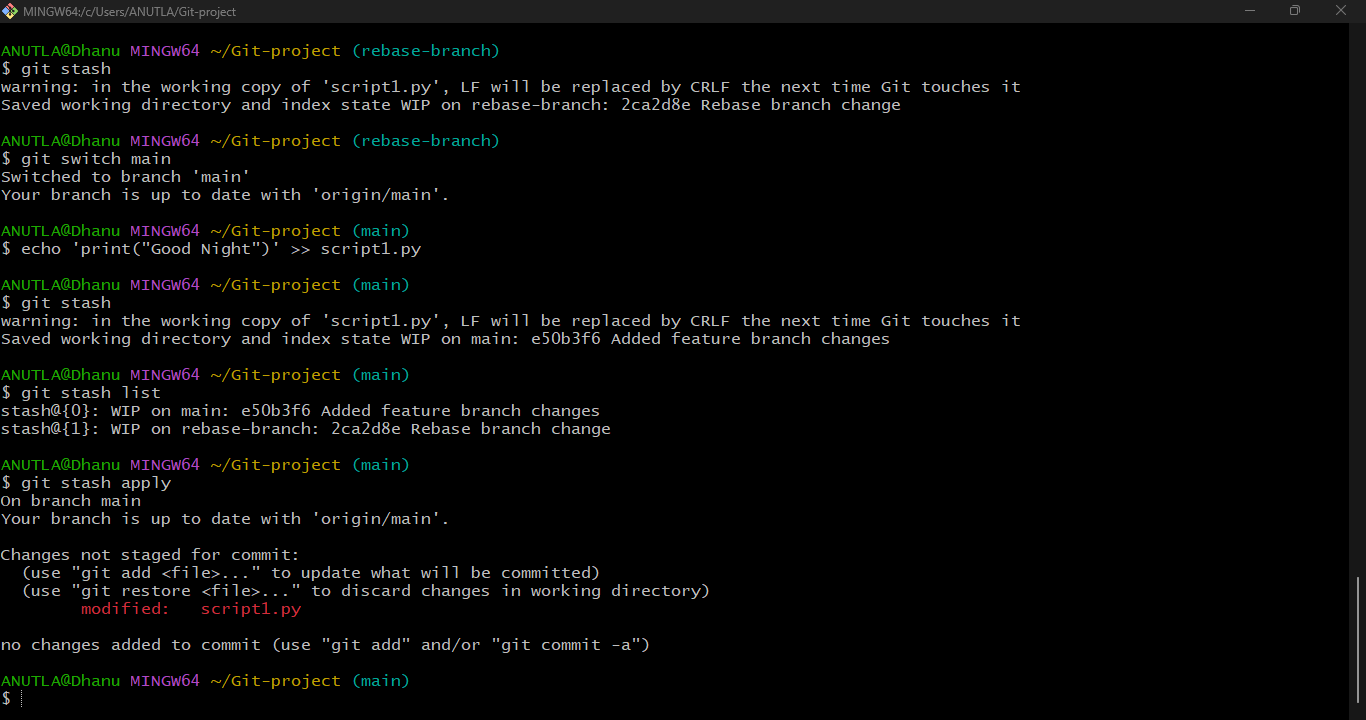 MINGW64:/c/Users/ANUTLA/Git-project
ANUTLA@Dhanu MINGW64 ~/Git-project (rebase-branch)
$ git stash
warning: in the working copy of 'script1.py', LF will be replaced by CRLF the next time Git touches it
Saved working directory and index state WIP on rebase-branch: 2ca2d8e Rebase branch change
ANUTLA@Dhanu MINGW64 ~/Git-project (rebase-branch)
$ git switch main
Switched to branch 'main'
Your branch is up to date with 'origin/main'.
ANUTLA@Dhanu MINGW64 ~/Git-project (main)
$ echo 'print("Good Night")' >> script1.py
ANUTLA@Dhanu MINGW64 ~/Git-project (main)
$ git stash
warning: in the working copy of 'script1.py', LF will be replaced by CRLF the next time Git touches it
Saved working directory and index state WIP on main: e50b3f6 Added feature branch changes
ANUTLA@Dhanu MINGW64 ~/Git-project (main)
$ git stash list
stash@{0}: WIP on main: e50b3f6 Added feature branch changes
stash@{1}: WIP on rebase-branch: 2ca2d8e Rebase branch change
ANUTLA@Dhanu MINGW64 ~/Git-project (main)
$ git stash apply
On branch main
Your branch is up to date with 'origin/main'.
Changes not staged for commit:
  (use "git add <file>..." to update what will be committed)
  (use "git restore <file>..." to discard changes in working directory)
        modified:   script1.py
no changes added to commit (use "git add" and/or "git commit -a")
ANUTLA@Dhanu MINGW64 ~/Git-project (main)
$